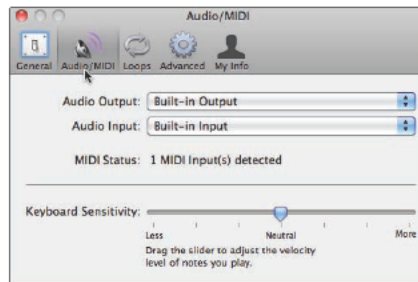 Audio/MIDI
General Audio/MIDI Loops Advanced My Info
Audio Output: Built-in Output
Audio Input: Built-in Input
MIDI Status: 1 MIDI Input(s) detected
Keyboard Sensitivity:
Less Neutral More
Drag the slider to adjust the velocity
level of notes you play.